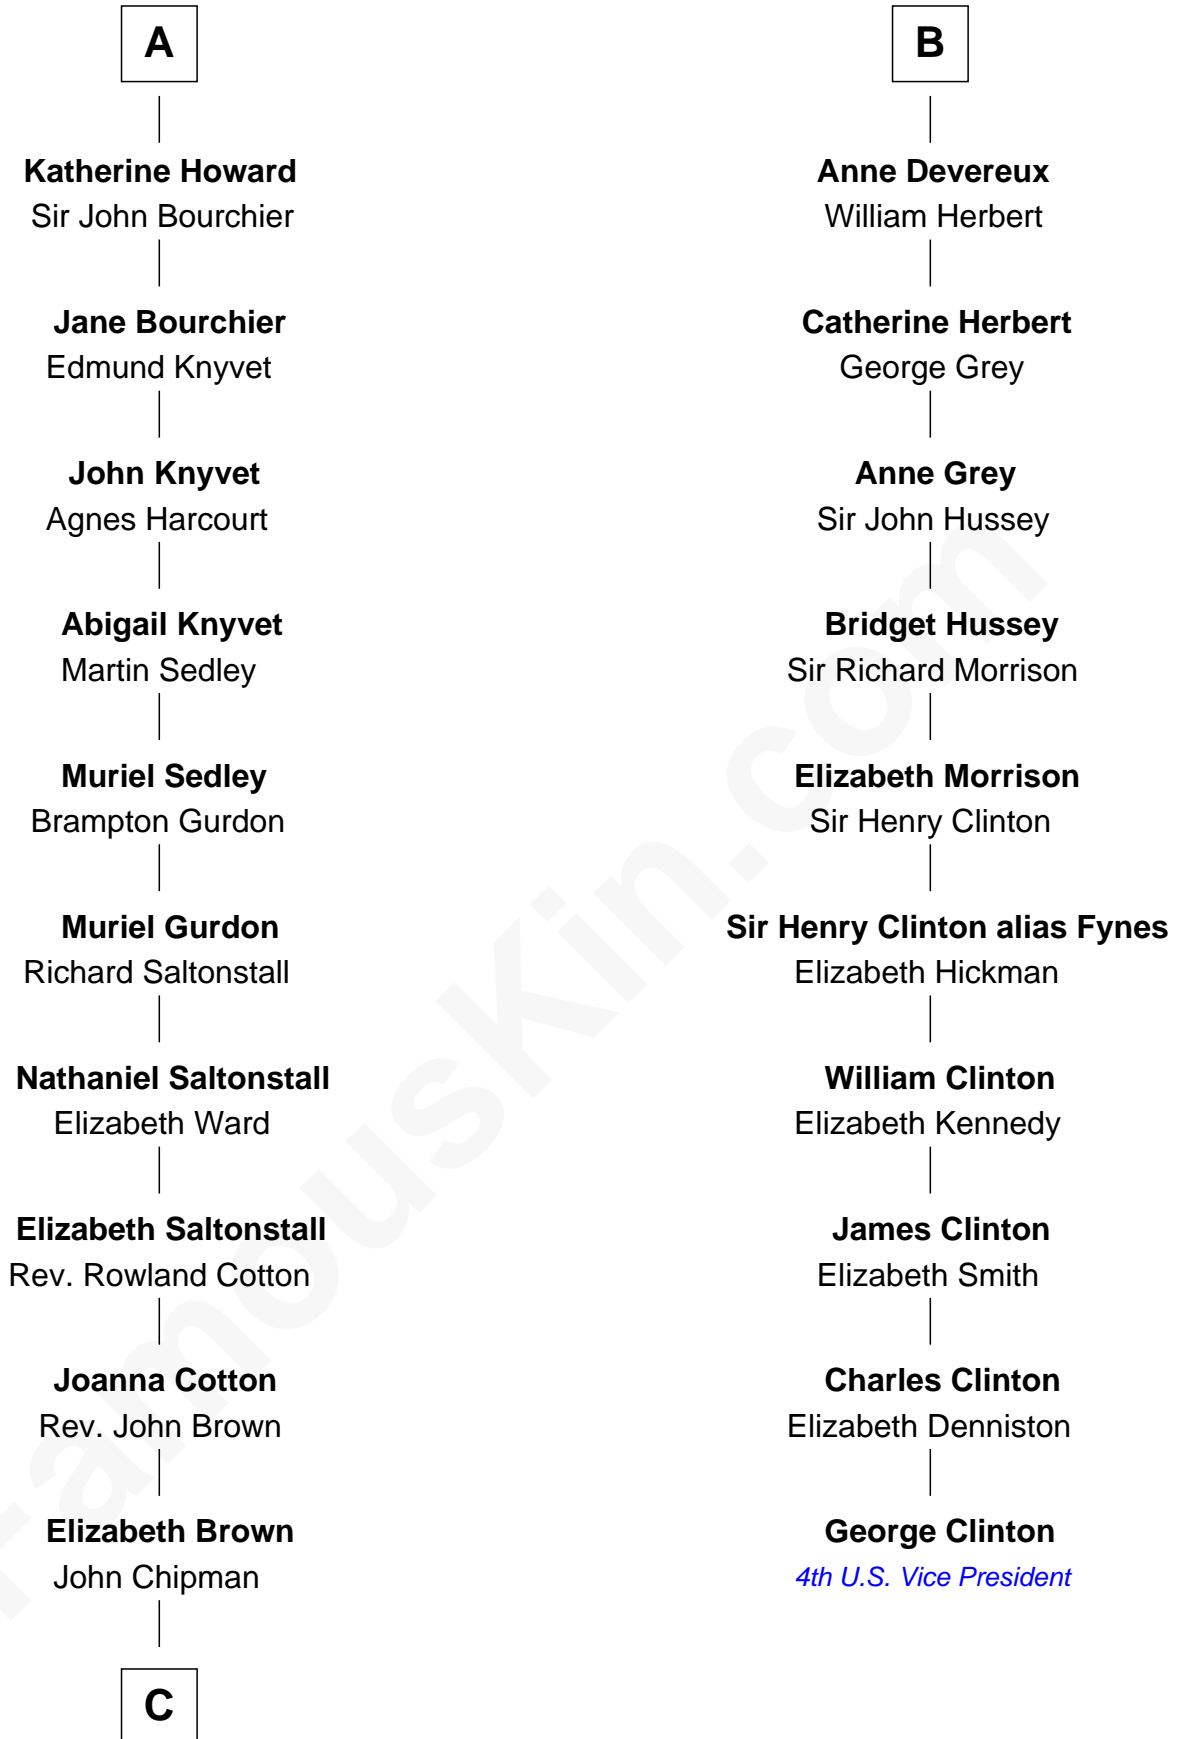 A
Katherine Howard
Sir John Bourchier
Jane Bourchier
Edmund Knyvet
John Knyvet
Agnes Harcourt
Abigail Knyvet
Martin Sedley
Muriel Sedley
Brampton Gurdon
Muriel Gurdon
Richard Saltonstall
Nathaniel Saltonstall
Elizabeth Ward
Elizabeth Saltonstall
Rev. Rowland Cotton
Joanna Cotton
Rev. John Brown
Elizabeth Brown
John Chipman
C
B
Anne Devereux
William Herbert
Catherine Herbert
George Grey
Anne Grey
Sir John Hussey
Bridget Hussey
Sir Richard Morrison
Elizabeth Morrison
Sir Henry Clinton
Sir Henry Clinton alias Fynes
Elizabeth Hickman
William Clinton
Elizabeth Kennedy
James Clinton
Elizabeth Smith
Charles Clinton
Elizabeth Denniston
George Clinton
4th U.S. Vice President
FamousKin.com